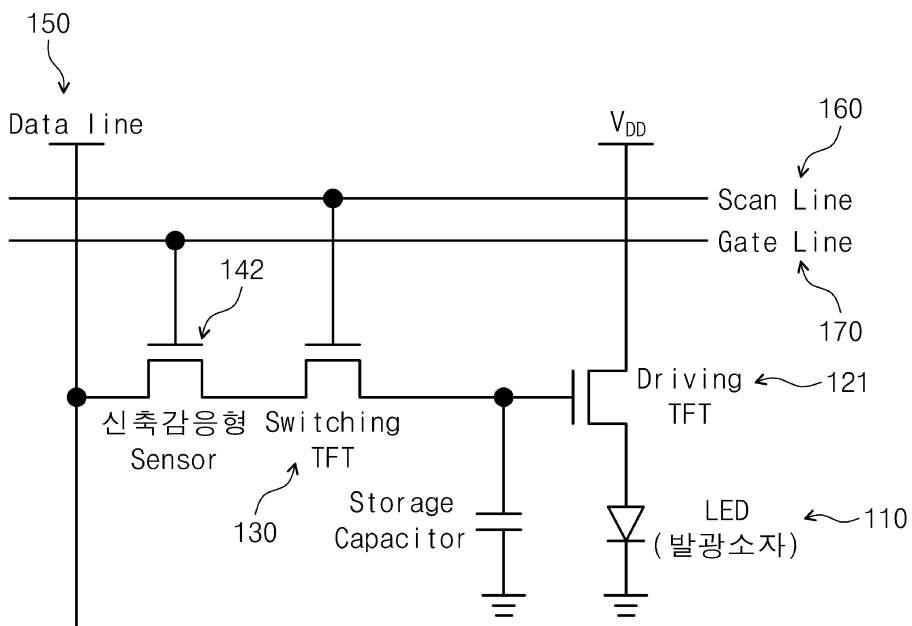 150
Data line
V_DD
160
Scan Line
Gate Line
170
142
신축감응형
Sensor
Switching
TFT
130
Driving
TFT
121
Storage
Capacitor
LED
(발광소자)
110